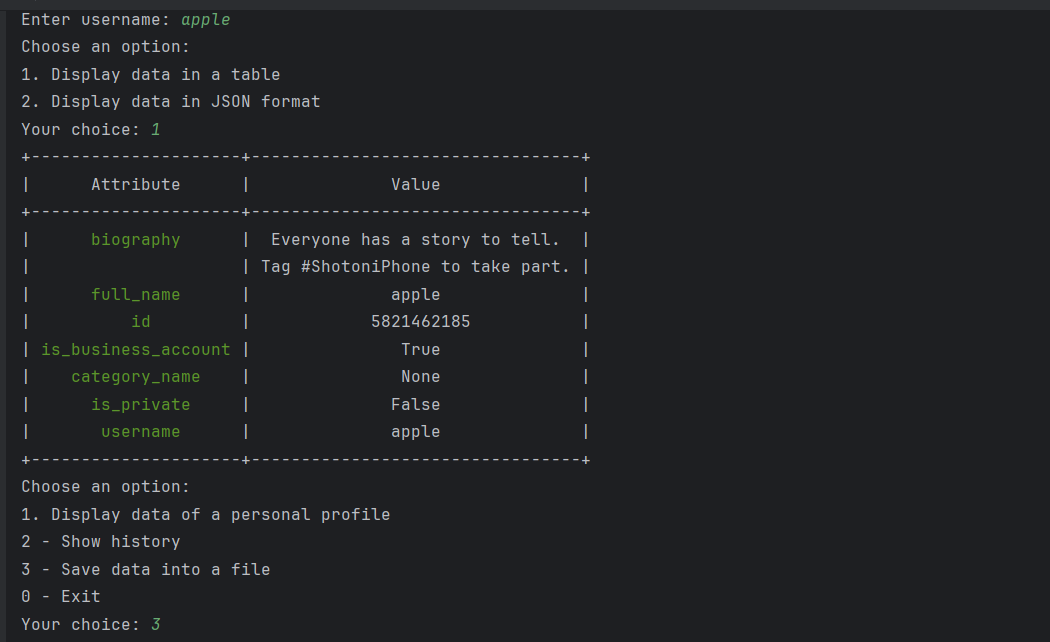 Enter username: apple
Choose an option:
1. Display data in a table
2. Display data in JSON format
Your choice: 1
+---------------------+---------------------------------+
|      Attribute      |              Value              |
+---------------------+---------------------------------+
|      biography      |  Everyone has a story to tell.  |
|                     | Tag #ShotoniPhone to take part. |
|      full_name      |              apple              |
|          id         |            5821462185           |
| is_business_account |               True              |
|    category_name    |               None              |
|      is_private     |              False              |
|       username      |              apple              |
+---------------------+---------------------------------+
Choose an option:
1. Display data of a personal profile
2 - Show history
3 - Save data into a file
0 - Exit
Your choice: 3